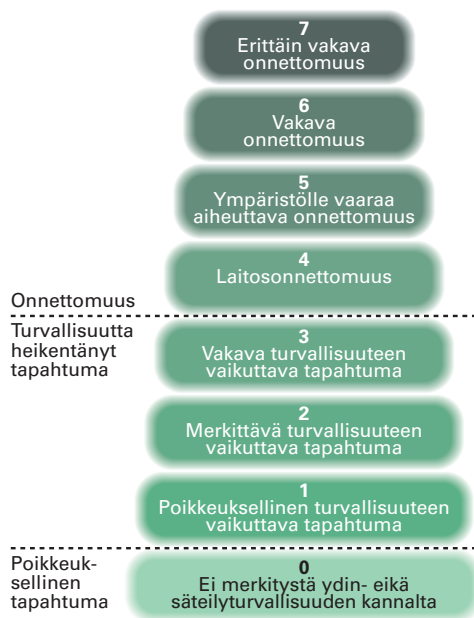 7
Erittäin vakava
onnettomuus
6
Vakava
onnettomuus
5
Ympäristölle vaaraa
aiheuttava onnettomuus
4
Laitosonnettomuus
Onnettomuus
Turvallisuutta
heikentänyt
tapahtuma
3
Vakava turvallisuuteen
vaikuttava tapahtuma
2
Merkittävä turvallisuuteen
vaikuttava tapahtuma
1
Poikkeuksellinen turvallisuuteen
vaikuttava tapahtuma
Poikkeuk-
sellinen
tapahtuma
0
Ei merkitystä ydin- eikä
säteilyturvallisuuden kannalta